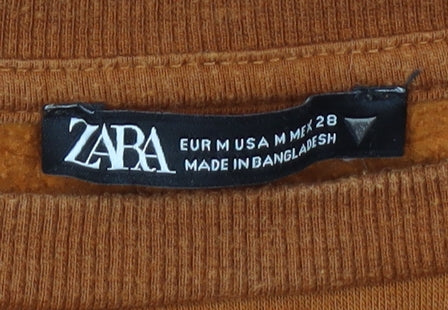 ZARA
EUR M USA M MEX 28
MADE IN BANGLADESH